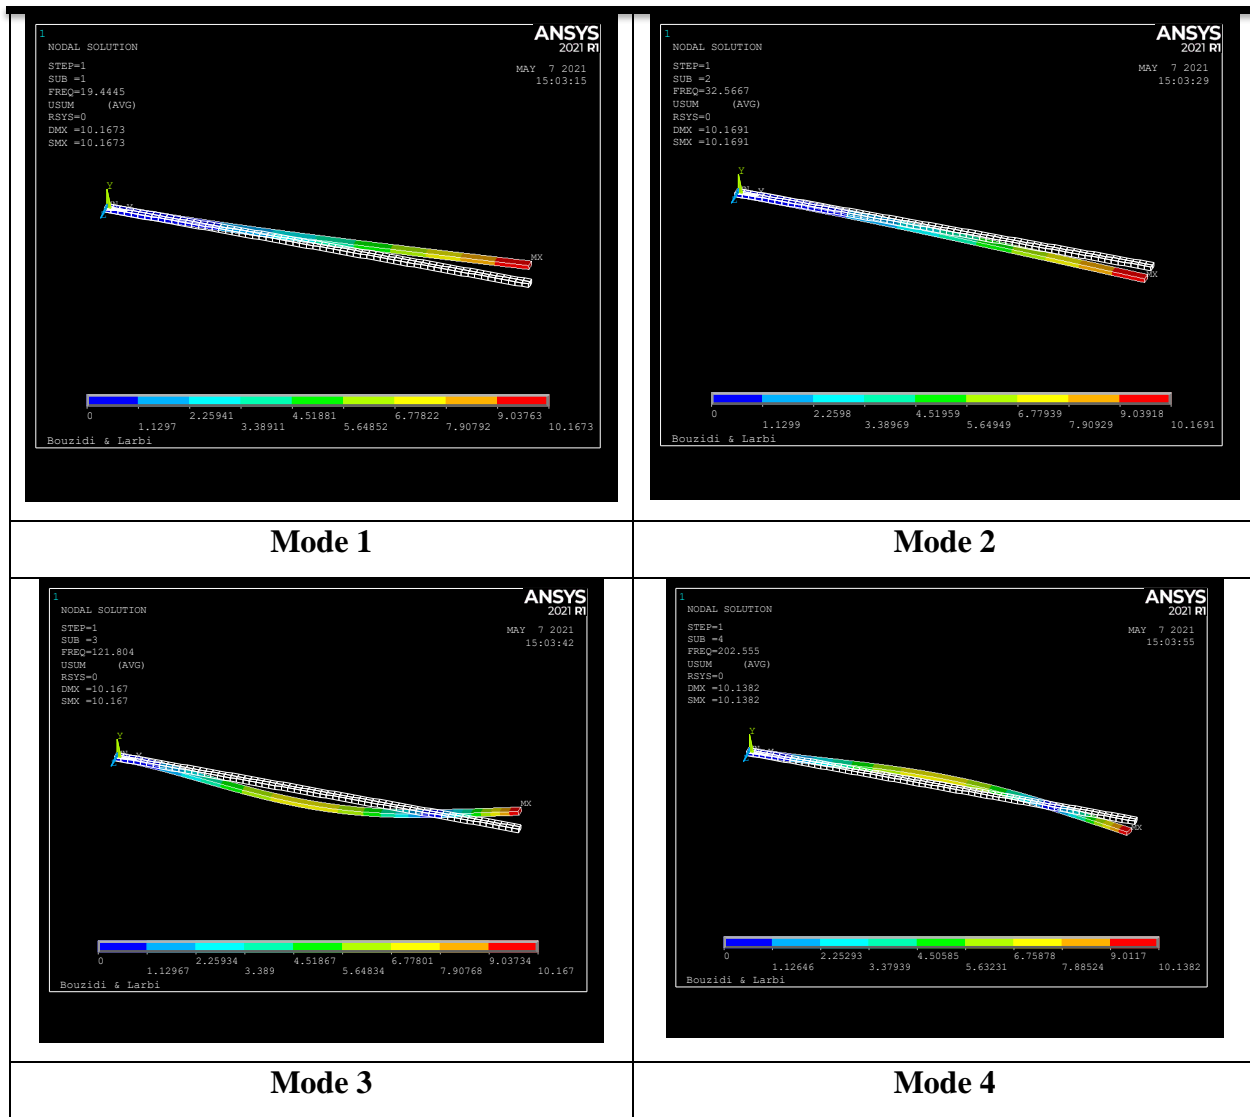 1
ANSYS
2021 R1
NODAL SOLUTION
STEP=1
SUB =1
FREQ=19.4445
USUM (AVG)
RSYS=0
DMX =10.1673
SMX =10.1673
MAY 7 2021
15:03:15
Y
MX
0
1.1297
2.25941
3.38911
4.51881
5.64852
6.77822
7.90792
9.03763
10.1673
Bouzidi & Larbi
1
ANSYS
2021 R1
NODAL SOLUTION
STEP=1
SUB =2
FREQ=32.5667
USUM (AVG)
RSYS=0
DMX =10.1691
SMX =10.1691
MAY 7 2021
15:03:29
Y
MX
0
1.1299
2.2598
3.38969
4.51959
5.64949
6.77939
7.90929
9.03918
10.1691
Bouzidi & Larbi
Mode 1
Mode 2
1
ANSYS
2021 R1
NODAL SOLUTION
STEP=1
SUB =3
FREQ=121.804
USUM (AVG)
RSYS=0
DMX =10.167
SMX =10.167
MAY 7 2021
15:03:42
Y
MX
0
1.12967
2.25934
3.389
4.51867
5.64834
6.77801
7.90768
9.03734
10.167
Bouzidi & Larbi
1
ANSYS
2021 R1
NODAL SOLUTION
STEP=1
SUB =4
FREQ=202.555
USUM (AVG)
RSYS=0
DMX =10.1382
SMX =10.1382
MAY 7 2021
15:03:55
Y
MX
0
1.12646
2.25293
3.37939
4.50585
5.63231
6.75878
7.88524
9.0117
10.1382
Bouzidi & Larbi
Mode 3
Mode 4